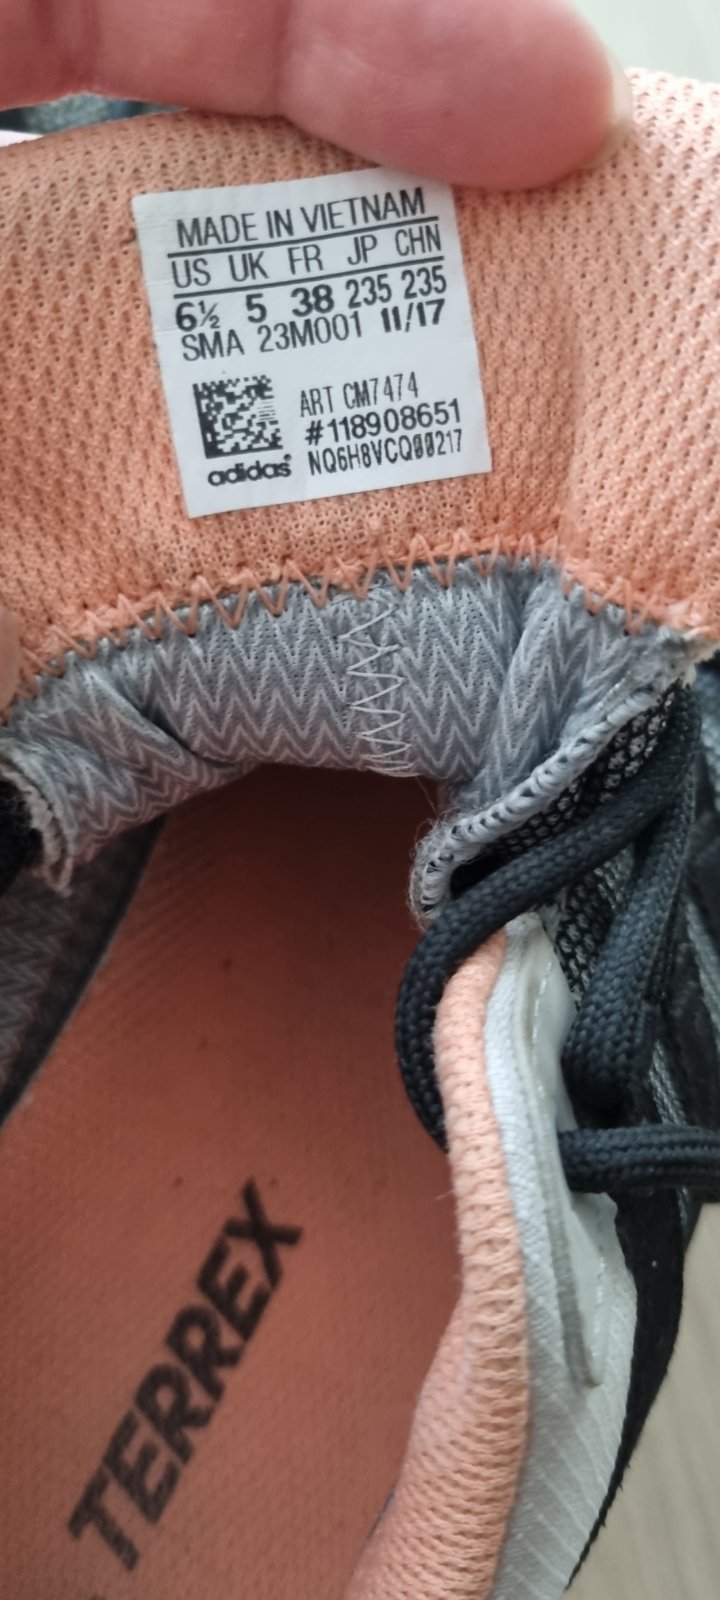 MADE IN VIETNAM
US UK FR JP CHN
6½ 5 38 235 235
SMA 23M001 11/17
ART CM7474
#118908651
NQ6H8VCQ00217
adidas
TERREX